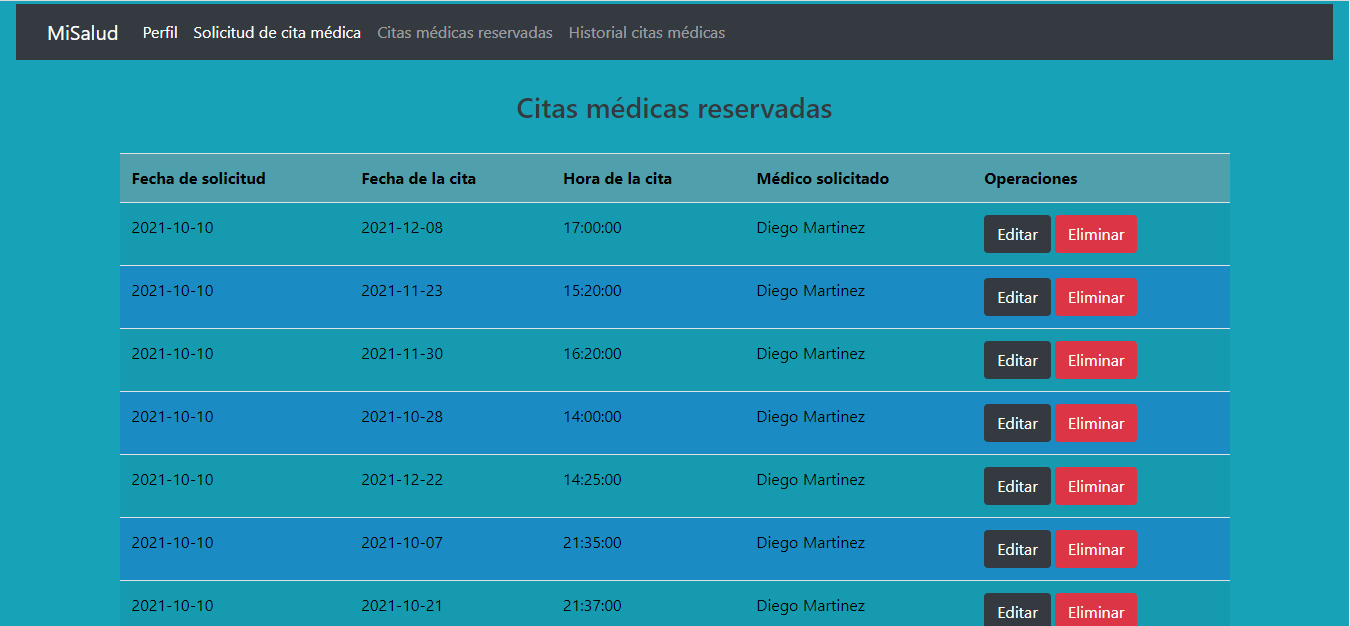 MiSalud Perfil Solicitud de cita médica Citas médicas reservadas Historial citas médicas
Citas médicas reservadas
Fecha de solicitud Fecha de la cita Hora de la cita Médico solicitado Operaciones
2021-10-10 2021-12-08 17:00:00 Diego Martinez Editar Eliminar
2021-10-10 2021-11-23 15:20:00 Diego Martinez Editar Eliminar
2021-10-10 2021-11-30 16:20:00 Diego Martinez Editar Eliminar
2021-10-10 2021-10-28 14:00:00 Diego Martinez Editar Eliminar
2021-10-10 2021-12-22 14:25:00 Diego Martinez Editar Eliminar
2021-10-10 2021-10-07 21:35:00 Diego Martinez Editar Eliminar
2021-10-10 2021-10-21 21:37:00 Diego Martinez Editar Eliminar